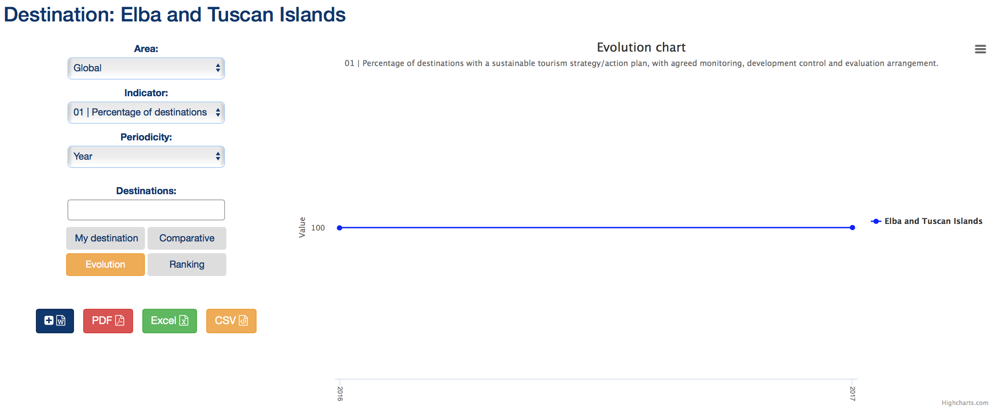 Destination: Elba and Tuscan Islands
Area:
Global
Indicator:
01 | Percentage of destinations
Periodicity:
Year
Destinations:
My destination
Comparative
Evolution
Ranking
PDF
Excel
CSV
Evolution chart
01 | Percentage of destinations with a sustainable tourism strategy/action plan, with agreed monitoring, development control and evaluation arrangement.
Value
100
Elba and Tuscan Islands
2016
2017
Highcharts.com